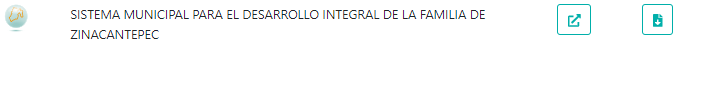 SISTEMA MUNICIPAL PARA EL DESARROLLO INTEGRAL DE LA FAMILIA DE
ZINACANTEPEC